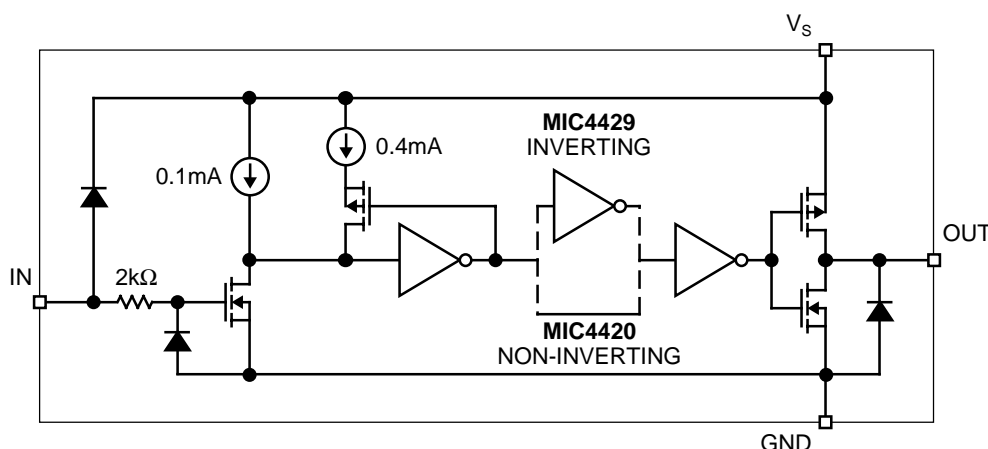 V_S
MIC4429
INVERTING
0.4mA
0.1mA
OUT
IN
2kΩ
MIC4420
NON-INVERTING
GND